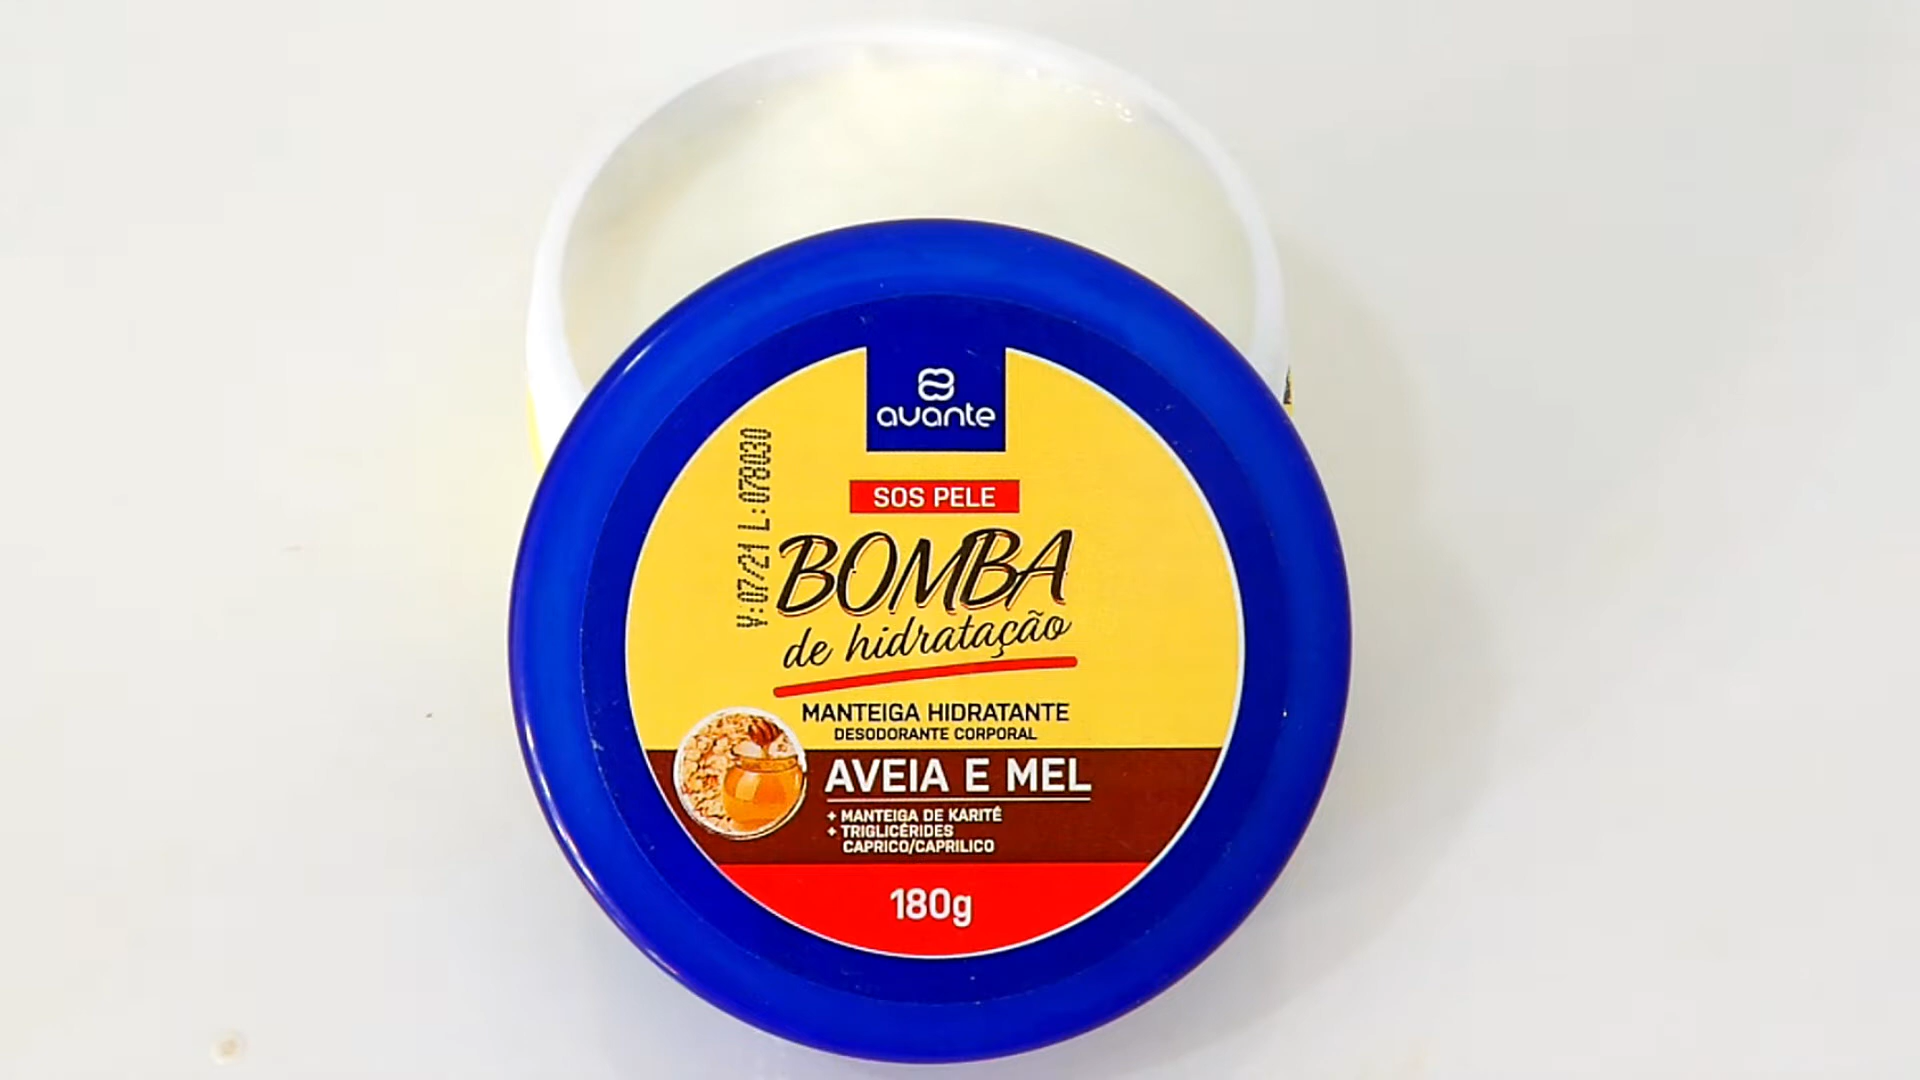 avante
SOS PELE
V:07/21 L:078030
BOMBA
de hidratação
MANTEIGA HIDRATANTE
DESODORANTE CORPORAL
AVEIA E MEL
+ MANTEIGA DE KARITÉ
+ TRIGLICÉRIDES
CAPRICO/CAPRILICO
180g